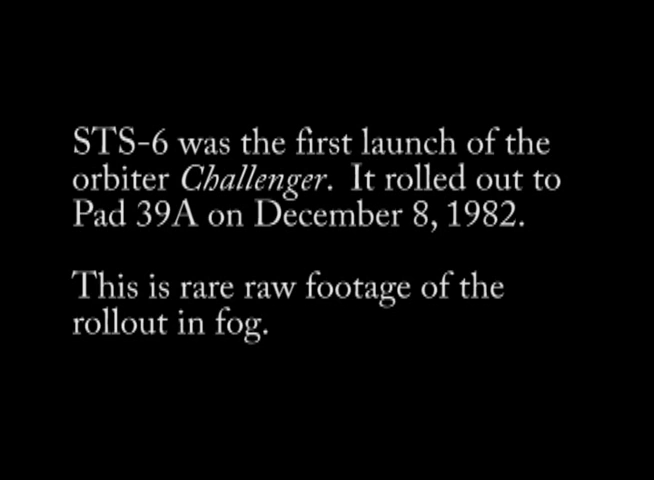 STS-6 was the first launch of the
orbiter Challenger. It rolled out to
Pad 39A on December 8, 1982.
This is rare raw footage of the
rollout in fog.